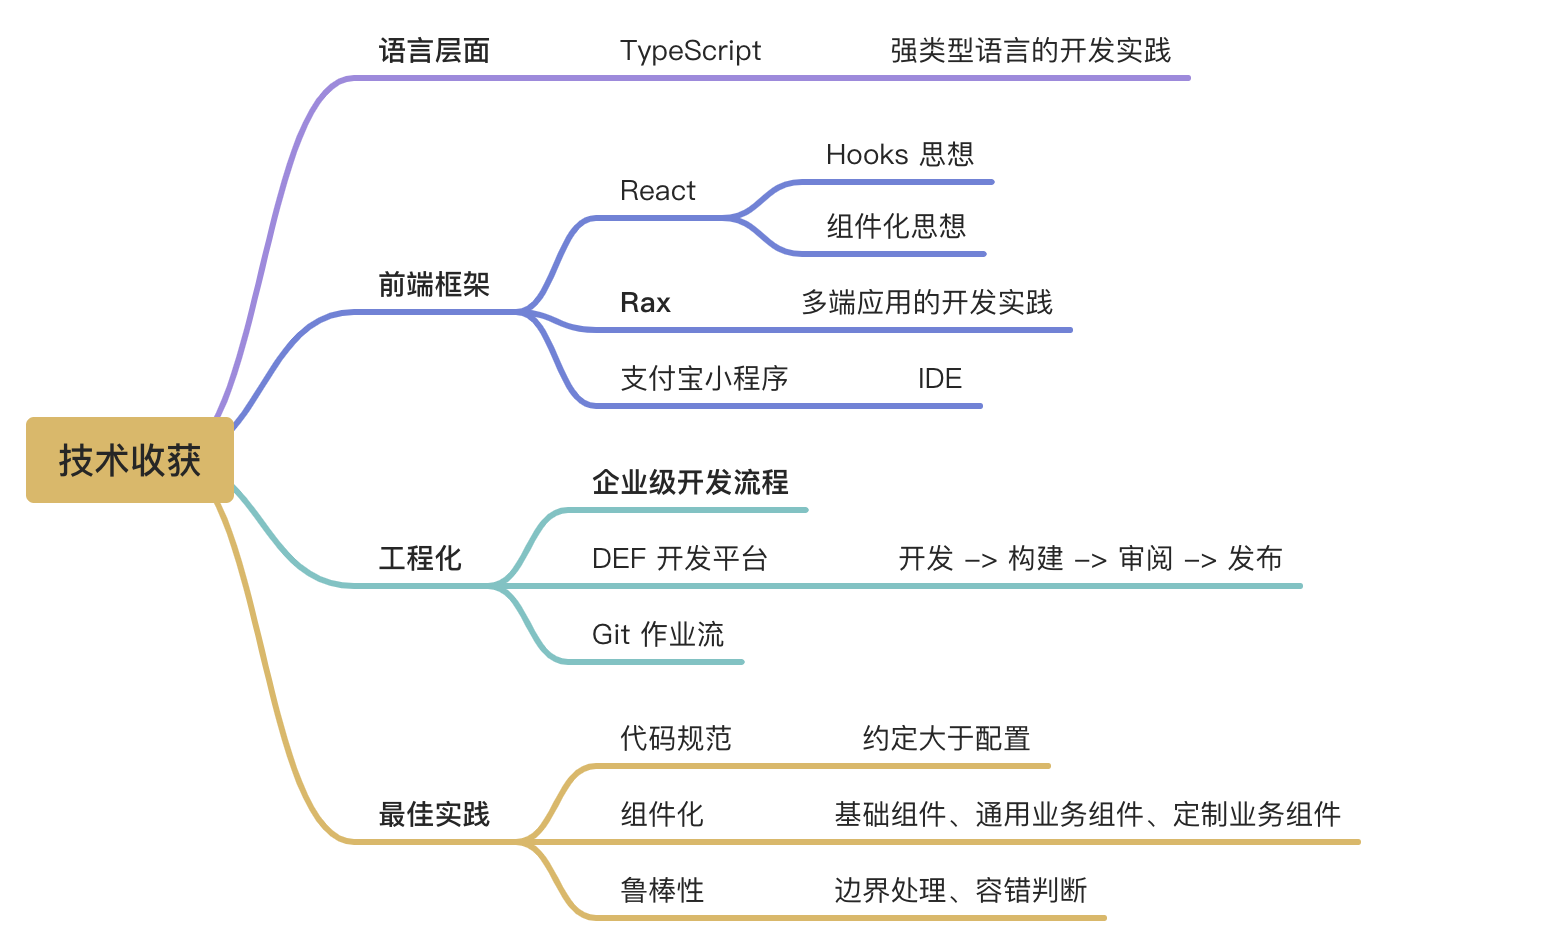 语言层面
TypeScript
强类型语言的开发实践
Hooks 思想
React
组件化思想
前端框架
Rax
多端应用的开发实践
支付宝小程序
IDE
技术收获
企业级开发流程
工程化
DEF 开发平台
开发 -> 构建 -> 审阅 -> 发布
Git 作业流
代码规范
约定大于配置
最佳实践
组件化
基础组件、通用业务组件、定制业务组件
鲁棒性
边界处理、容错判断